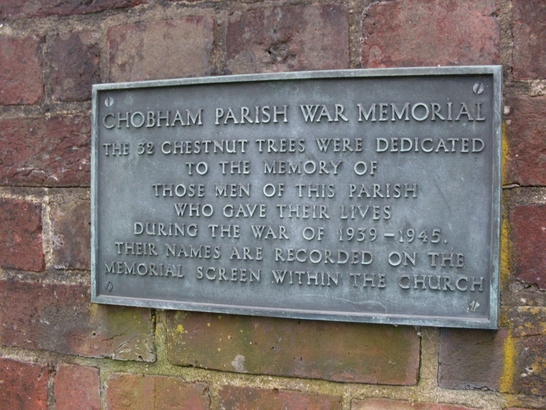 CHOBHAM PARISH WAR MEMORIAL
THE 32 CHESTNUT TREES WERE DEDICATED
TO THE MEMORY OF
THOSE MEN OF THIS PARISH
WHO GAVE THEIR LIVES
DURING THE WAR OF 1939-1945.
THEIR NAMES ARE RECORDED ON THE
MEMORIAL SCREEN WITHIN THE CHURCH